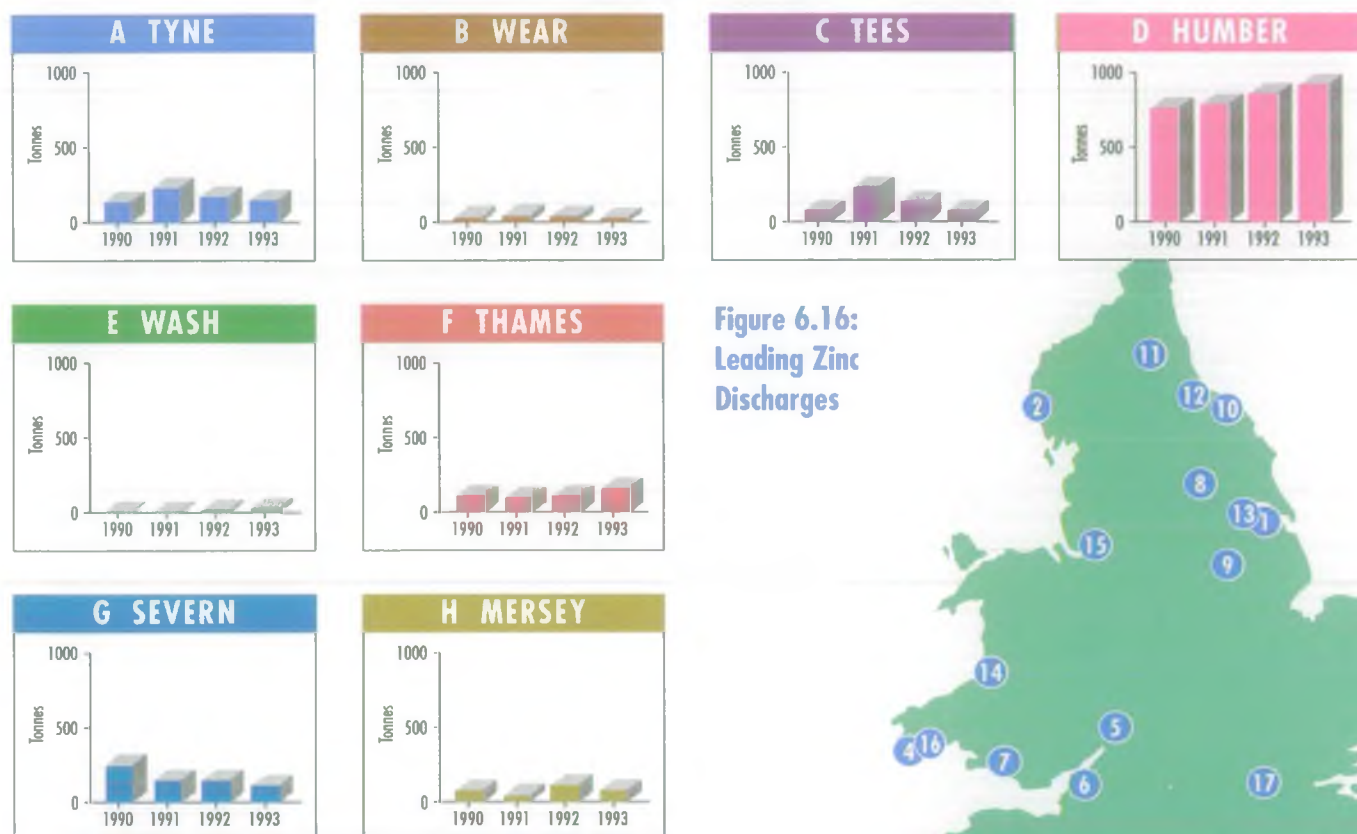 A TYNE
1000
500
0
Tonnes
1990 1991 1992 1993
B WEAR
1000
500
0
Tonnes
1990 1991 1992 1993
C TEES
1000
500
0
Tonnes
1990 1991 1992 1993
D HUMBER
1000
500
0
Tonnes
1990 1991 1992 1993
E WASH
1000
500
0
Tonnes
1990 1991 1992 1993
F THAMES
1000
500
0
Tonnes
1990 1991 1992 1993
Figure 6.16:
Leading Zinc
Discharges
11
2
12
10
8
13
1
15
9
14
5
4
16
7
6
17
G SEVERN
1000
500
0
Tonnes
1990 1991 1992 1993
H MERSEY
1000
500
0
Tonnes
1990 1991 1992 1993